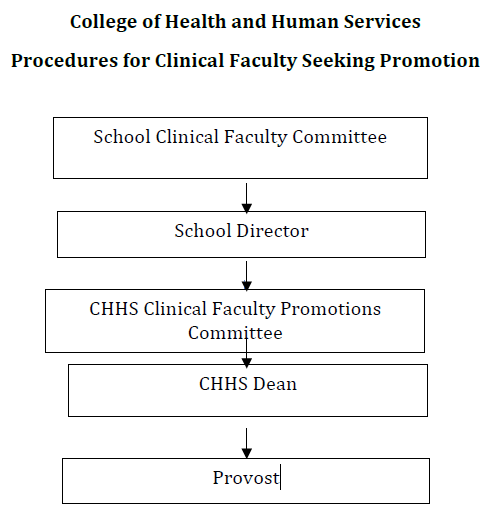 College of Health and Human Services
Procedures for Clinical Faculty Seeking Promotion
School Clinical Faculty Committee
School Director
CHHS Clinical Faculty Promotions
Committee
CHHS Dean
Provost